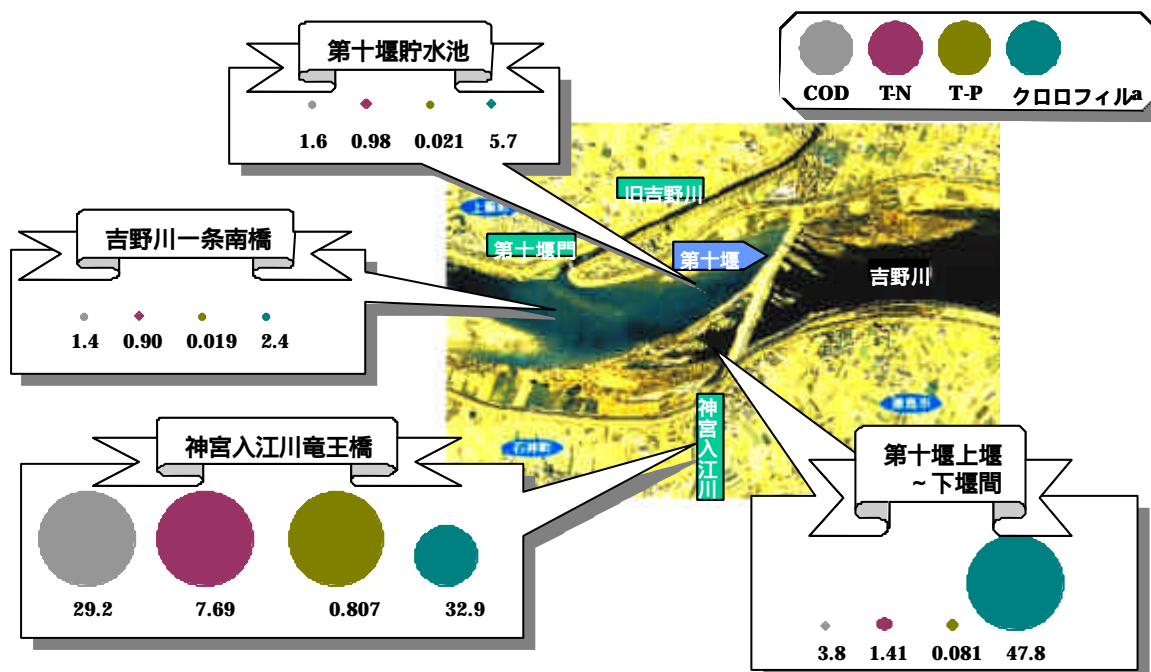 第十堰貯水池
1.6 0.98 0.021 5.7
COD T-N T-P クロロフィルa
吉野川一条南橋
1.4 0.90 0.019 2.4
旧吉野川
第十堰門
第十堰
吉野川
神宮入江川
神宮入江川竜王橋
29.2 7.69 0.807 32.9
第十堰上堰
~下堰間
3.8 1.41 0.081 47.8